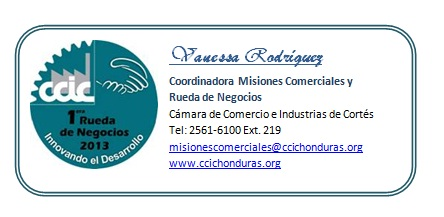 ccic
1ra Rueda
de Negocios
2013
Innovando el Desarrollo
Vanessa Rodríguez
Coordinadora Misiones Comerciales y
Rueda de Negocios
Cámara de Comercio e Industrias de Cortés
Tel: 2561-6100 Ext. 219
misionescomerciales@ccichonduras.org
www.ccichonduras.org